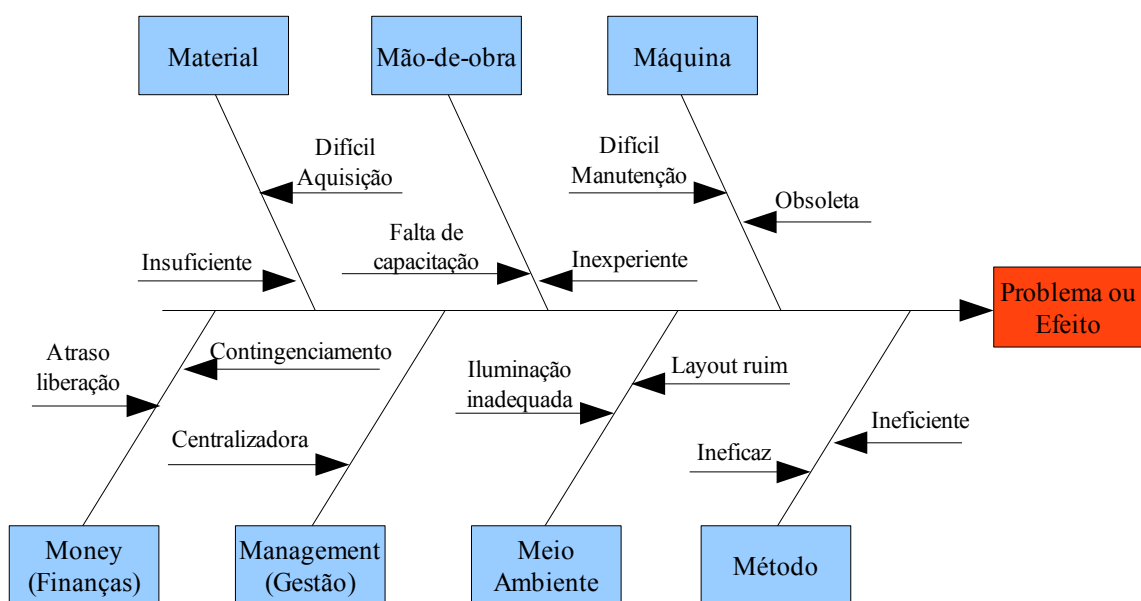 Material
Mão-de-obra
Máquina
Difícil
Aquisição
Difícil
Manutenção
Obsoleta
Falta de
capacitação
Insuficiente
Inexperiente
Problema ou
Efeito
Atraso
liberação
Contingenciamento
Iluminação
inadequada
Layout ruim
Centralizadora
Ineficiente
Ineficaz
Money
(Finanças)
Management
(Gestão)
Meio
Ambiente
Método